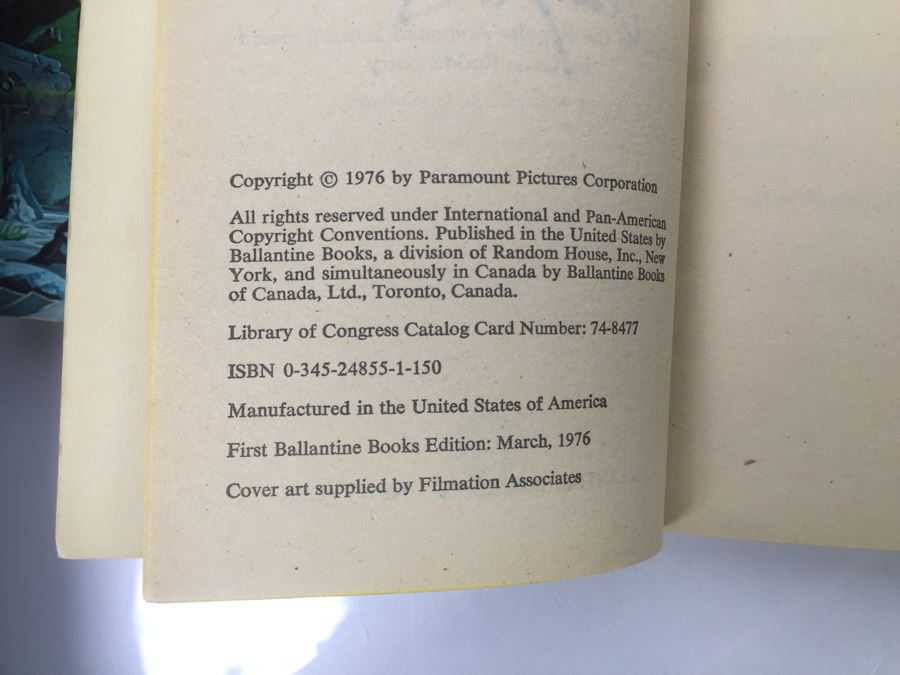 Copyright © 1976 by Paramount Pictures Corporation
All rights reserved under International and Pan-American
Copyright Conventions. Published in the United States by
Ballantine Books, a division of Random House, Inc., New
York, and simultaneously in Canada by Ballantine Books
of Canada, Ltd., Toronto, Canada.
Library of Congress Catalog Card Number: 74-8477
ISBN 0-345-24855-1-150
Manufactured in the United States of America
First Ballantine Books Edition: March, 1976
Cover art supplied by Filmation Associates